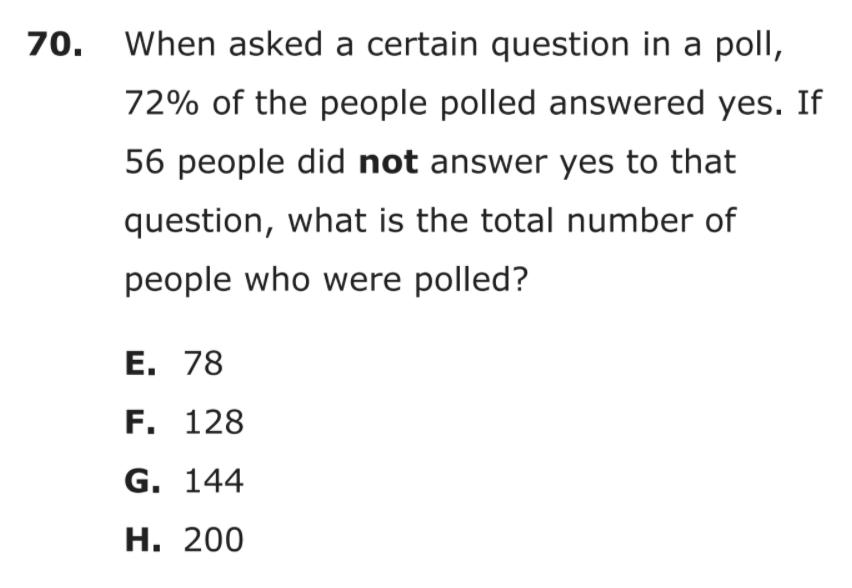 70. When asked a certain question in a poll,
72% of the people polled answered yes. If
56 people did not answer yes to that
question, what is the total number of
people who were polled?
E. 78
F. 128
G. 144
H. 200